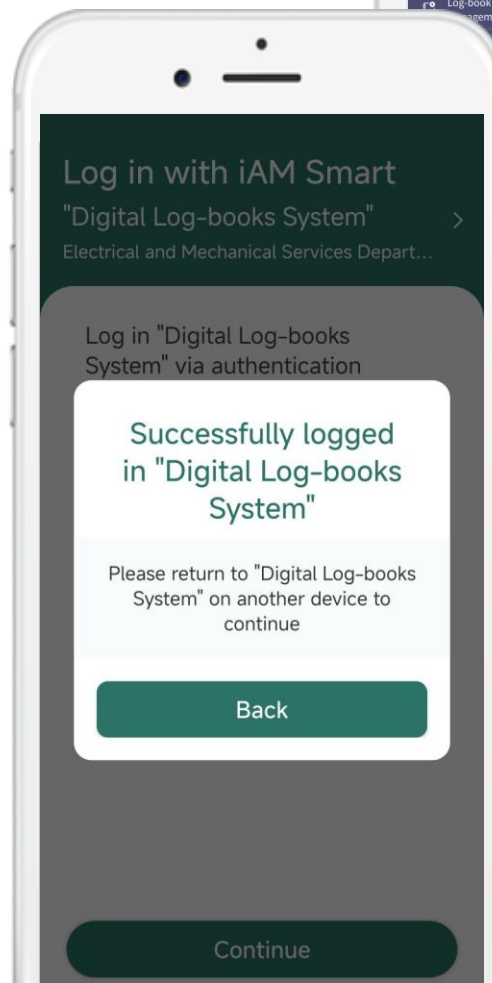 Log-book
Log in with iAM Smart
"Digital Log-books System" >
Electrical and Mechanical Services Depart...
Log in "Digital Log-books
System" via authentication
Successfully logged
in "Digital Log-books
System"
Please return to "Digital Log-books
System" on another device to
continue
Back
Continue